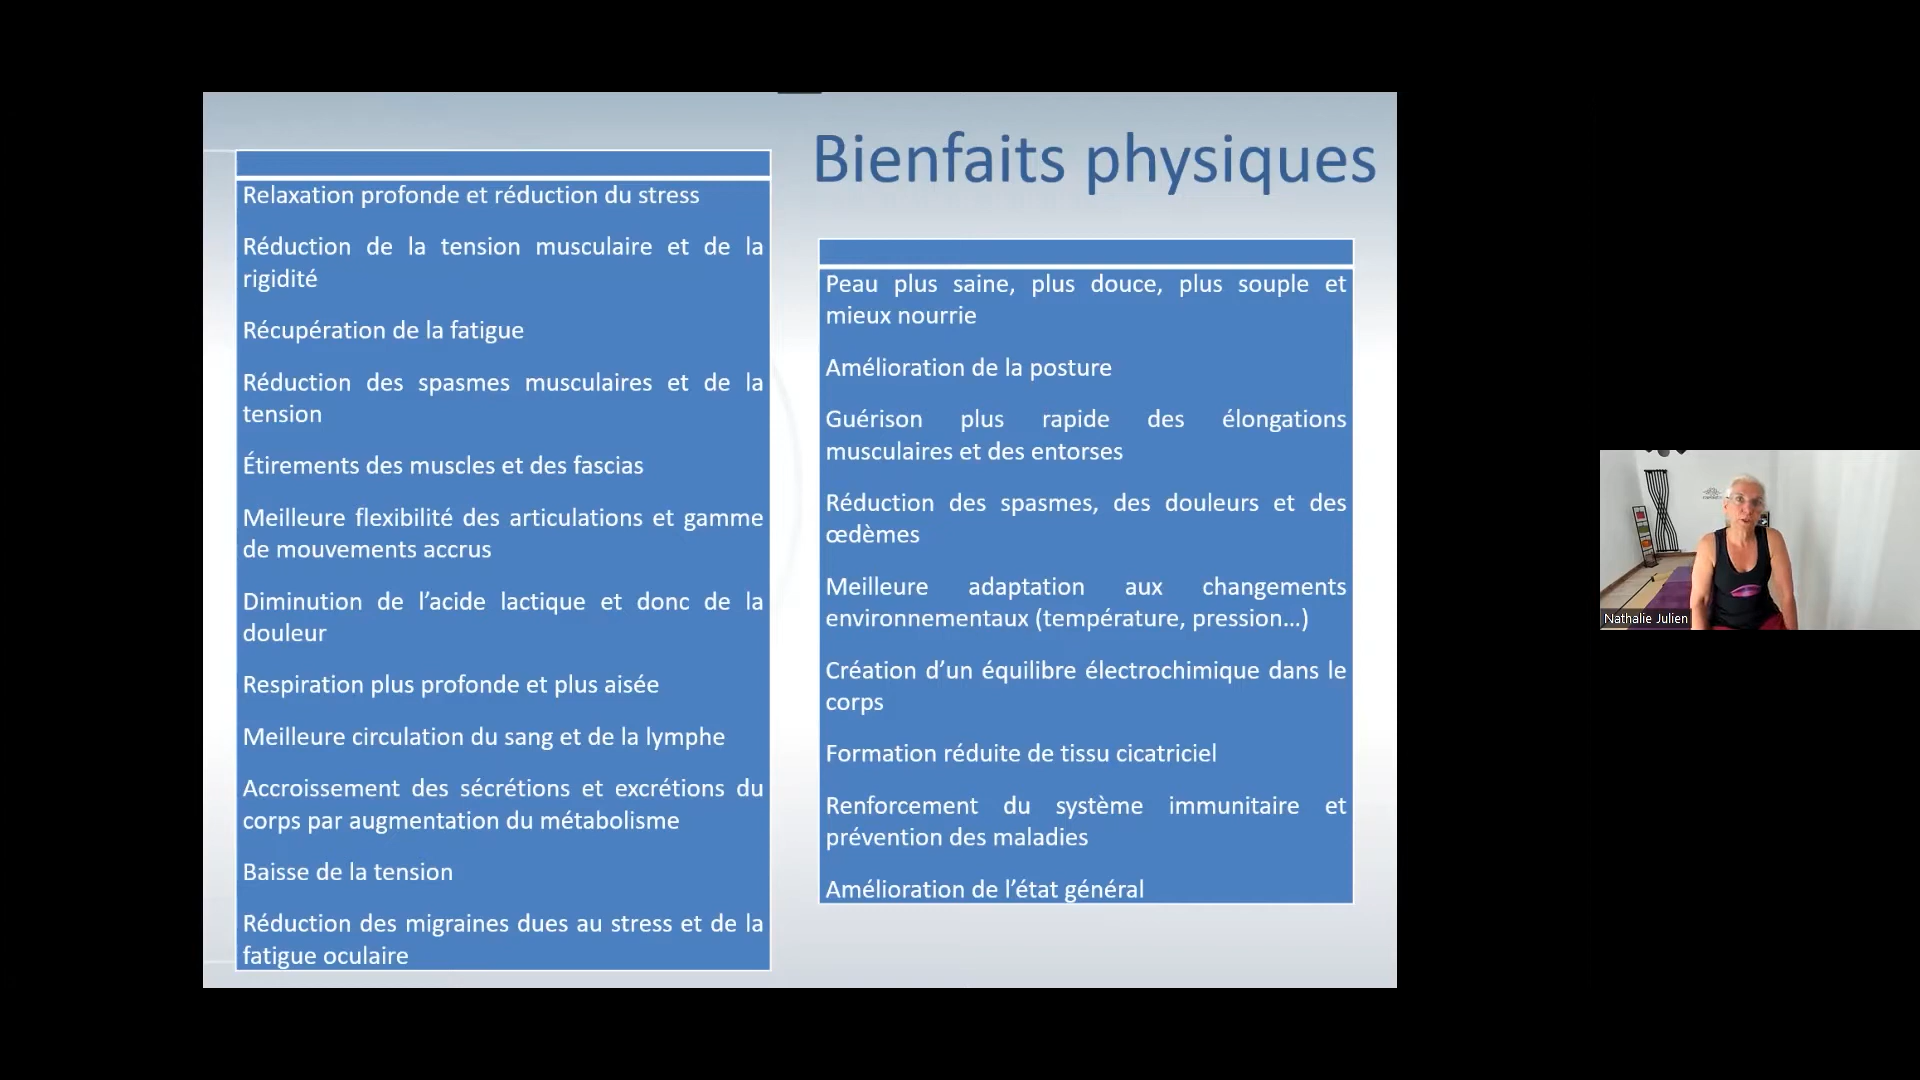 Bienfaits physiques
Relaxation profonde et réduction du stress
Réduction de la tension musculaire et de la
rigidité
Récupération de la fatigue
Réduction des spasmes musculaires et de la
tension
Étirements des muscles et des fascias
Meilleure flexibilité des articulations et gamme
de mouvements accrus
Diminution de l’acide lactique et donc de la
douleur
Respiration plus profonde et plus aisée
Meilleure circulation du sang et de la lymphe
Accroissement des sécrétions et excrétions du
corps par augmentation du métabolisme
Baisse de la tension
Réduction des migraines dues au stress et de la
fatigue oculaire
Peau plus saine, plus douce, plus souple et
mieux nourrie
Amélioration de la posture
Guérison plus rapide des élongations
musculaires et des entorses
Réduction des spasmes, des douleurs et des
œdèmes
Meilleure adaptation aux changements
environnementaux (température, pression…)
Création d’un équilibre électrochimique dans le
corps
Formation réduite de tissu cicatriciel
Renforcement du système immunitaire et
prévention des maladies
Amélioration de l’état général
Nathalie Julien